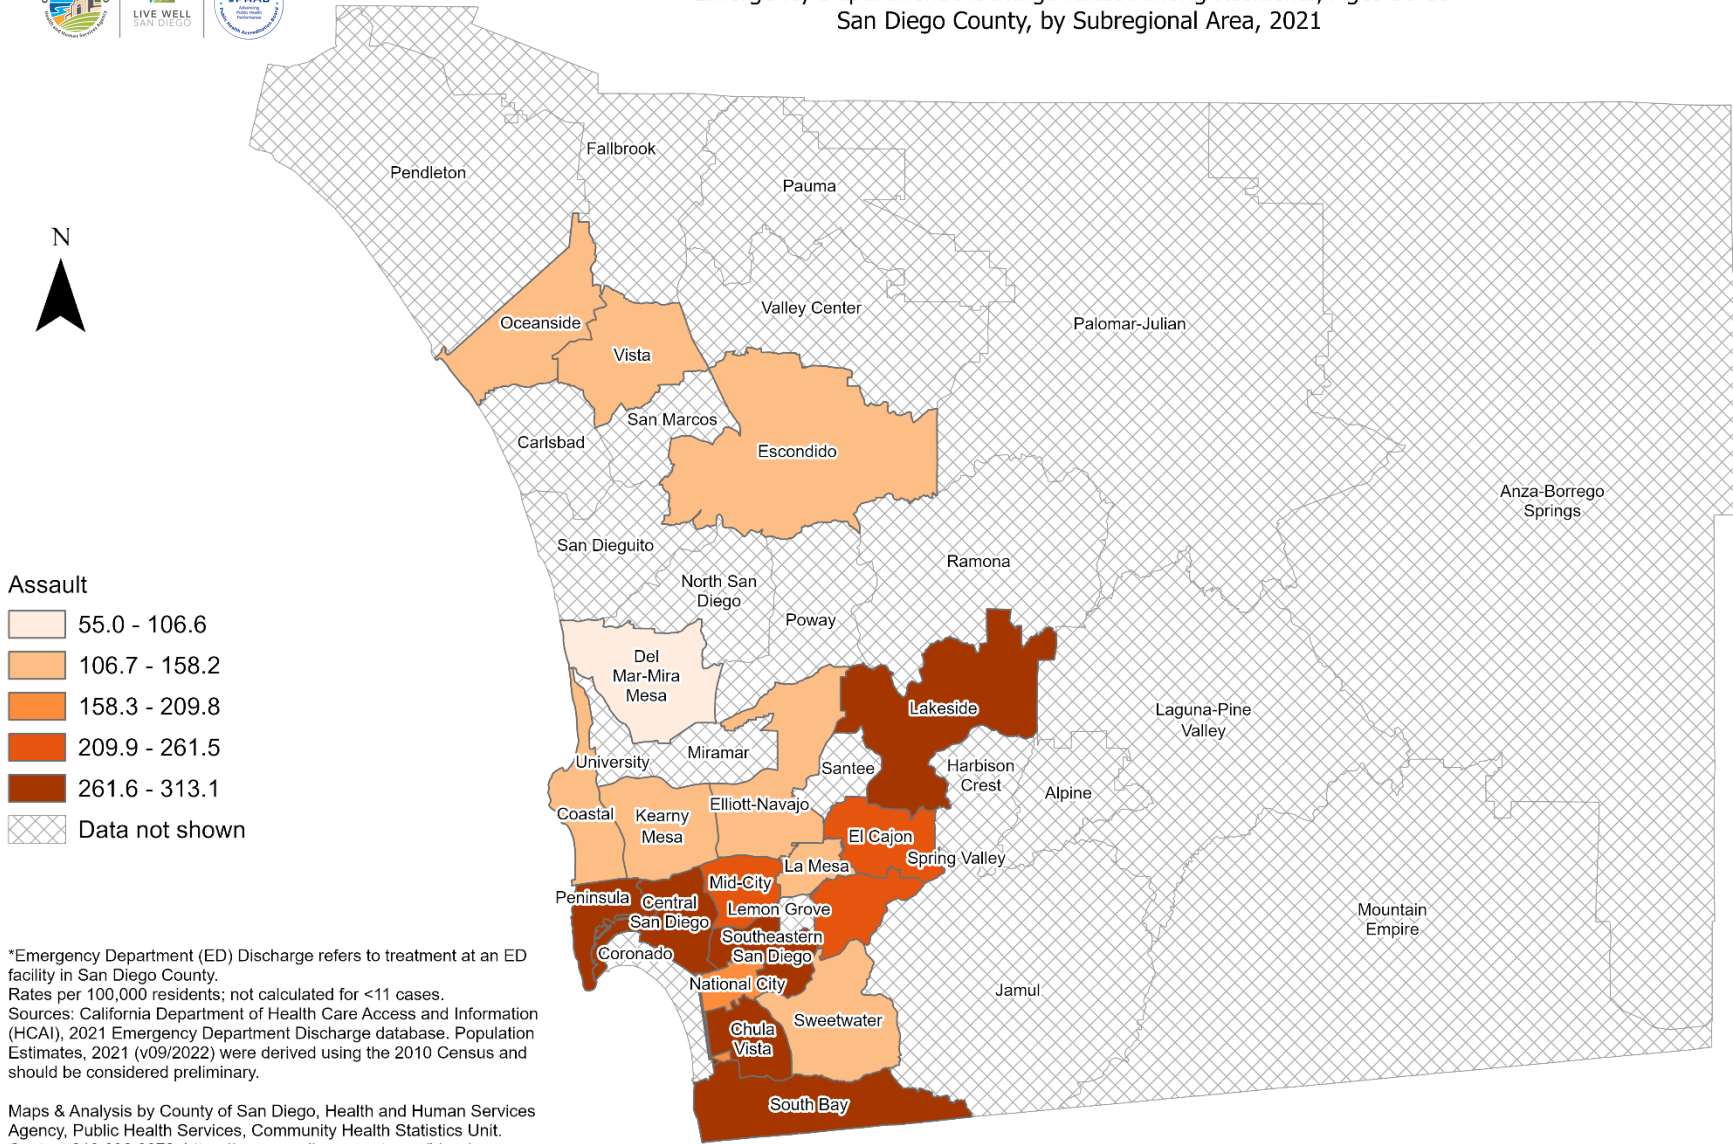 LIVE WELL
SAN DIEGO
San Diego County, by Subregional Area, 2021
Fallbrook
Pendleton
Pauma
N
Valley Center
Oceanside
Palomar-Julian
Vista
San Marcos
Carlsbad
Escondido
Anza-Borrego
Springs
San Dieguito
Ramona
North San
Diego
Poway
Del
Mar-Mira
Mesa
Lakeside
Laguna-Pine
Valley
Miramar
University
Santee
Harbison
Crest
Alpine
Elliott-Navajo
Coastal
Kearny
Mesa
El Cajon
Spring Valley
La Mesa
Mid-City
Peninsula
Central
San Diego
Lemon Grove
Mountain
Empire
Southeastern
San Diego
Coronado
National City
Jamul
Sweetwater
Chula
Vista
South Bay
Assault
55.0 - 106.6
106.7 - 158.2
158.3 - 209.8
209.9 - 261.5
261.6 - 313.1
Data not shown
*Emergency Department (ED) Discharge refers to treatment at an ED
facility in San Diego County.
Rates per 100,000 residents; not calculated for <11 cases.
Sources: California Department of Health Care Access and Information
(HCAI), 2021 Emergency Department Discharge database. Population
Estimates, 2021 (v09/2022) were derived using the 2010 Census and
should be considered preliminary.
Maps & Analysis by County of San Diego, Health and Human Services
Agency, Public Health Services, Community Health Statistics Unit.